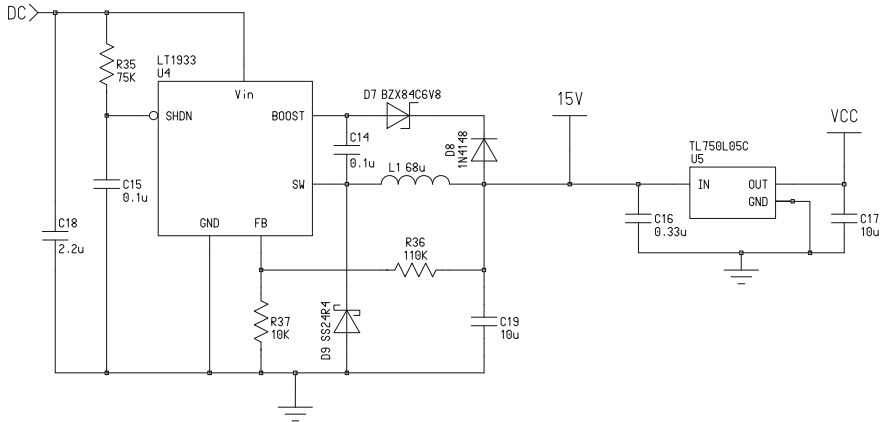 DC
R35
75K
LT1933
U4
Vin
SHDN
BOOST
SW
GND
FB
C15
0.1u
C18
2.2u
D7 BZX84C6V8
C14
0.1u
D8
1N4148
L1 68u
15V
R36
110K
R37
10K
D9 SS24R4
C19
10u
TL750L05C
U5
IN
OUT
GND
VCC
C16
0.33u
C17
10u